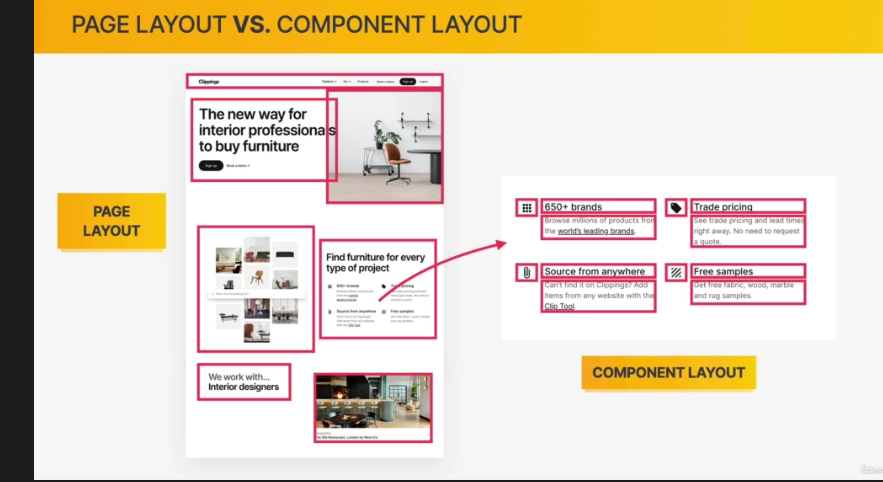 PAGE LAYOUT VS. COMPONENT LAYOUT
Clippings
Platform
For
Projects
Book a demo
Sign up
Log in
The new way for
interior professionals
to buy furniture
Sign up
Book a demo
PAGE
LAYOUT
Find furniture for every
type of project
650+ brands
Trade pricing
Source from anywhere
Free samples
We work with...
Interior designers
650+ brands
Browse millions of products from
the world's leading brands.
Trade pricing
See trade pricing and lead times
right away. No need to request
a quote.
Source from anywhere
Can't find it on Clippings? Add
items from any website with the
Clip Tool
Free samples
Get free fabric, wood, marble
and rug samples.
COMPONENT LAYOUT